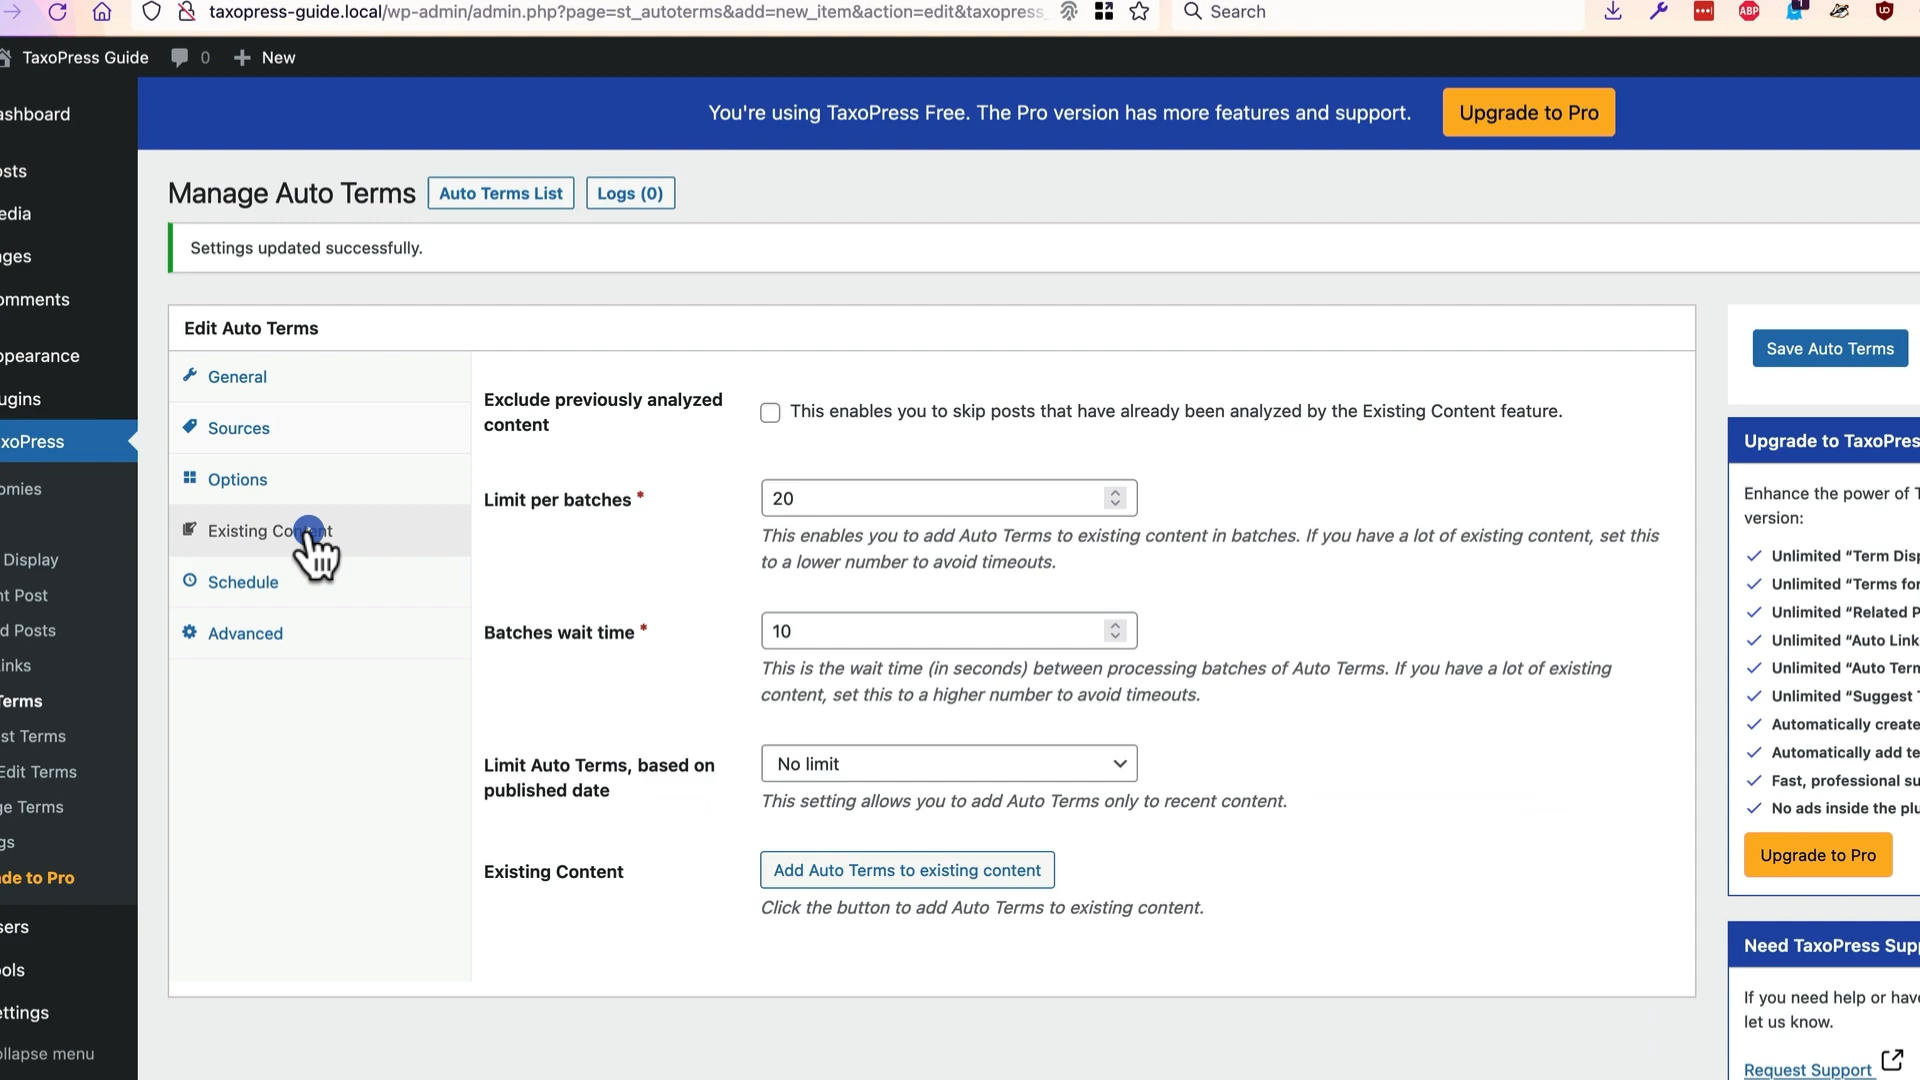 taxopress-guide.local/wp-admin/admin.php?page=st_autoterms&add=new_item&action=edit&taxopress_
Search
ABP
1
TaxoPress Guide
0
New
You're using TaxoPress Free. The Pro version has more features and support.
Upgrade to Pro
ashboard
osts
edia
ges
omments
ppearance
ugins
xoPress
omies
Display
nt Post
d Posts
inks
Terms
st Terms
Edit Terms
ge Terms
gs
de to Pro
sers
ols
ettings
ollapse menu
Manage Auto Terms
Auto Terms List
Logs (0)
Settings updated successfully.
Edit Auto Terms
General
Sources
Options
Existing Content
Schedule
Advanced
Exclude previously analyzed
content
This enables you to skip posts that have already been analyzed by the Existing Content feature.
Limit per batches *
20
This enables you to add Auto Terms to existing content in batches. If you have a lot of existing content, set this
to a lower number to avoid timeouts.
Batches wait time *
10
This is the wait time (in seconds) between processing batches of Auto Terms. If you have a lot of existing
content, set this to a higher number to avoid timeouts.
Limit Auto Terms, based on
published date
No limit
This setting allows you to add Auto Terms only to recent content.
Existing Content
Add Auto Terms to existing content
Click the button to add Auto Terms to existing content.
Save Auto Terms
Upgrade to TaxoPres
Enhance the power of T
version:
Unlimited “Term Disp
Unlimited “Terms for
Unlimited “Related P
Unlimited “Auto Link
Unlimited “Auto Tern
Unlimited “Suggest T
Automatically create
Automatically add te
Fast, professional su
No ads inside the plu
Upgrade to Pro
Need TaxoPress Supp
If you need help or have
let us know.
Request Support